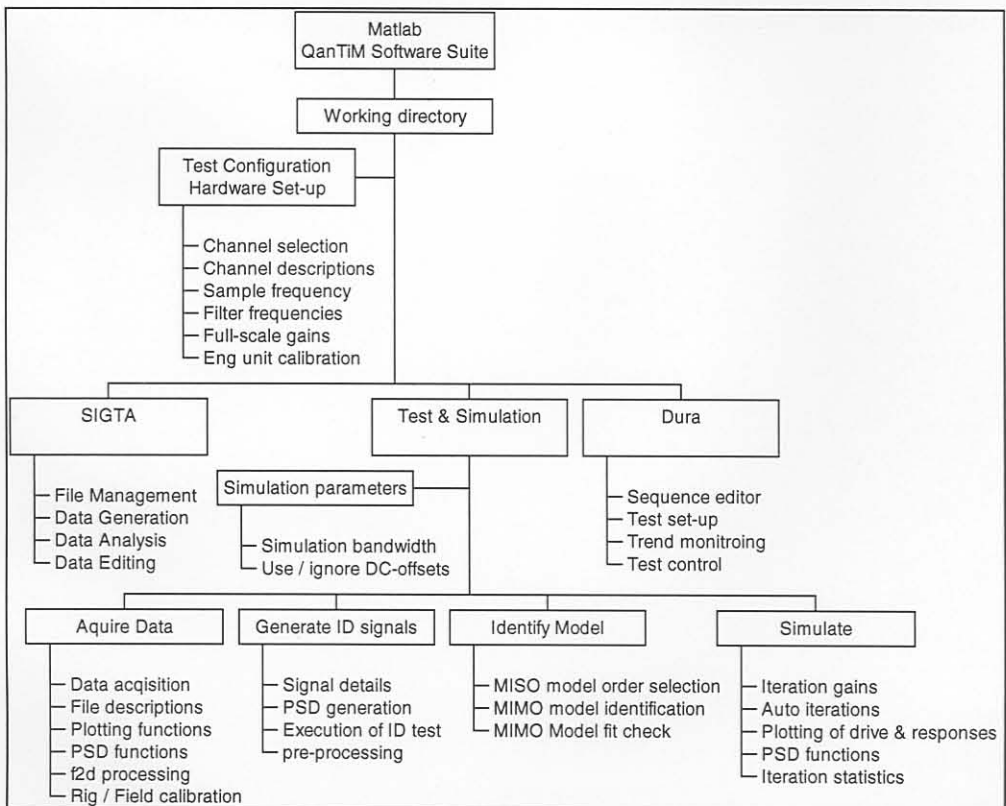 Matlab
QanTiM Software Suite
Working directory
Test Configuration
Hardware Set-up
Channel selection
Channel descriptions
Sample frequency
Filter frequencies
Full-scale gains
Eng unit calibration
SIGTA
File Management
Data Generation
Data Analysis
Data Editing
Test & Simulation
Simulation parameters
Simulation bandwidth
Use / ignore DC-offsets
Dura
Sequence editor
Test set-up
Trend monitroing
Test control
Aquire Data
Data acqisition
File descriptions
Plotting functions
PSD functions
f2d processing
Rig / Field calibration
Generate ID signals
Signal details
PSD generation
Execution of ID test
pre-processing
Identify Model
MISO model order selection
MIMO model identification
MIMO Model fit check
Simulate
Iteration gains
Auto iterations
Plotting of drive & responses
PSD functions
Iteration statistics